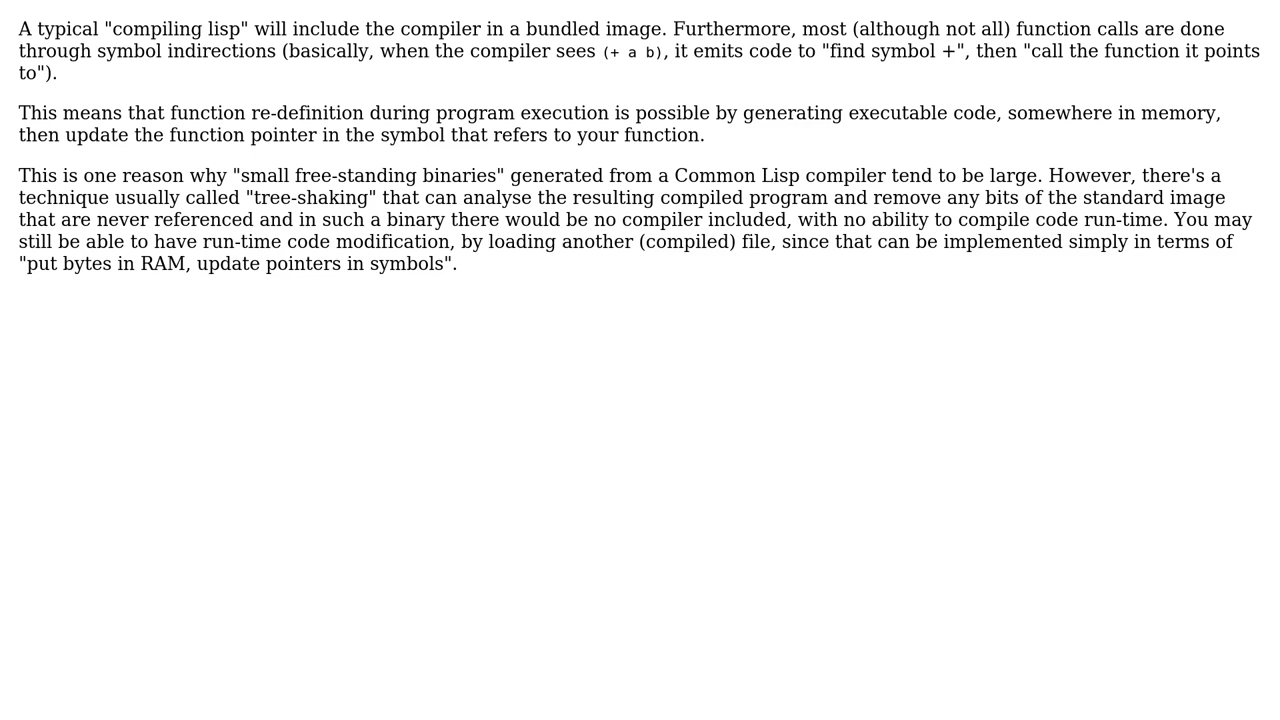 A typical "compiling lisp" will include the compiler in a bundled image. Furthermore, most (although not all) function calls are done
through symbol indirections (basically, when the compiler sees (+ a b), it emits code to "find symbol +", then "call the function it points
to").
This means that function re-definition during program execution is possible by generating executable code, somewhere in memory,
then update the function pointer in the symbol that refers to your function.
This is one reason why "small free-standing binaries" generated from a Common Lisp compiler tend to be large. However, there's a
technique usually called "tree-shaking" that can analyse the resulting compiled program and remove any bits of the standard image
that are never referenced and in such a binary there would be no compiler included, with no ability to compile code run-time. You may
still be able to have run-time code modification, by loading another (compiled) file, since that can be implemented simply in terms of
"put bytes in RAM, update pointers in symbols".